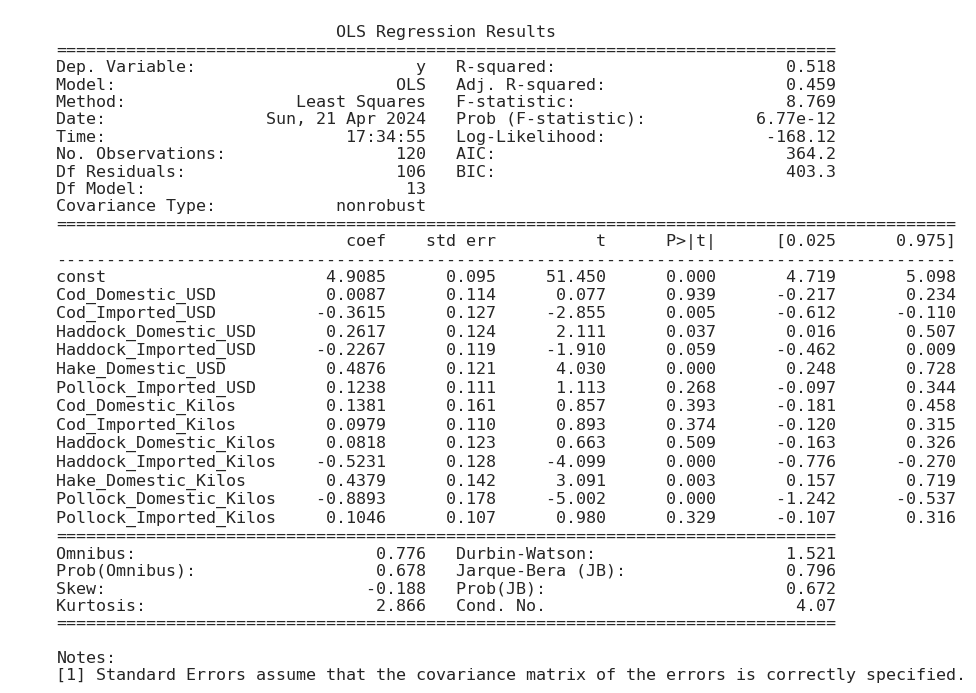 OLS Regression Results
==============================================================================
Dep. Variable:                      y   R-squared:                       0.518
Model:                            OLS   Adj. R-squared:                  0.459
Method:                 Least Squares   F-statistic:                     8.769
Date:                Sun, 21 Apr 2024   Prob (F-statistic):           6.77e-12
Time:                        17:34:55   Log-Likelihood:                -168.12
No. Observations:                 120   AIC:                             364.2
Df Residuals:                     106   BIC:                             403.3
Df Model:                          13
Covariance Type:            nonrobust
==========================================================================================
                             coef    std err          t      P>|t|      [0.025      0.975]
------------------------------------------------------------------------------------------
const                      4.9085      0.095     51.450      0.000       4.719       5.098
Cod_Domestic_USD           0.0087      0.114      0.077      0.939      -0.217       0.234
Cod_Imported_USD          -0.3615      0.127     -2.855      0.005      -0.612      -0.110
Haddock_Domestic_USD       0.2617      0.124      2.111      0.037       0.016       0.507
Haddock_Imported_USD      -0.2267      0.119     -1.910      0.059      -0.462       0.009
Hake_Domestic_USD          0.4876      0.121      4.030      0.000       0.248       0.728
Pollock_Imported_USD       0.1238      0.111      1.113      0.268      -0.097       0.344
Cod_Domestic_Kilos         0.1381      0.161      0.857      0.393      -0.181       0.458
Cod_Imported_Kilos         0.0979      0.110      0.893      0.374      -0.120       0.315
Haddock_Domestic_Kilos     0.0818      0.123      0.663      0.509      -0.163       0.326
Haddock_Imported_Kilos    -0.5231      0.128     -4.099      0.000      -0.776      -0.270
Hake_Domestic_Kilos        0.4379      0.142      3.091      0.003       0.157       0.719
Pollock_Domestic_Kilos    -0.8893      0.178     -5.002      0.000      -1.242      -0.537
Pollock_Imported_Kilos     0.1046      0.107      0.980      0.329      -0.107       0.316
==============================================================================
Omnibus:                        0.776   Durbin-Watson:                   1.521
Prob(Omnibus):                  0.678   Jarque-Bera (JB):                0.796
Skew:                          -0.188   Prob(JB):                        0.672
Kurtosis:                       2.866   Cond. No.                         4.07
==============================================================================
Notes:
[1] Standard Errors assume that the covariance matrix of the errors is correctly specified.